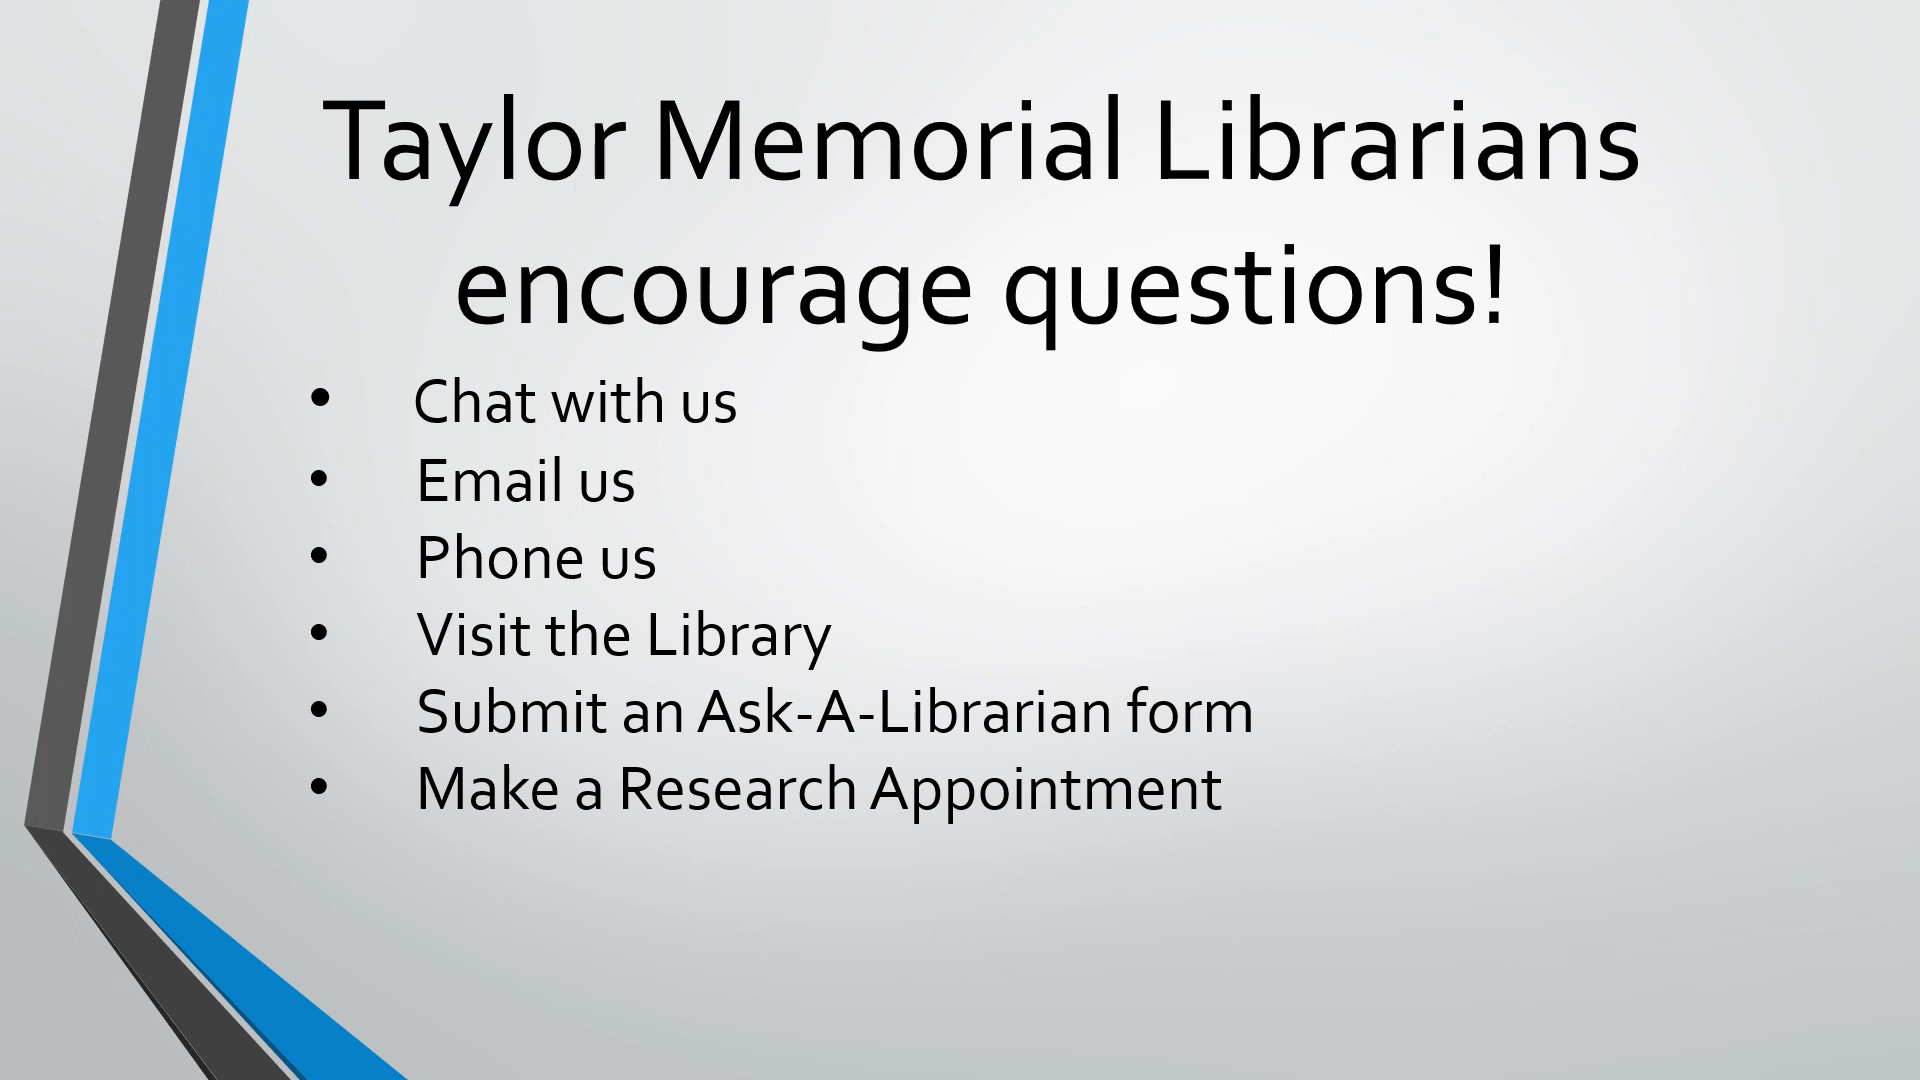 Taylor Memorial Librarians
encourage questions!
• Chat with us
• Email us
• Phone us
• Visit the Library
• Submit an Ask-A-Librarian form
• Make a Research Appointment